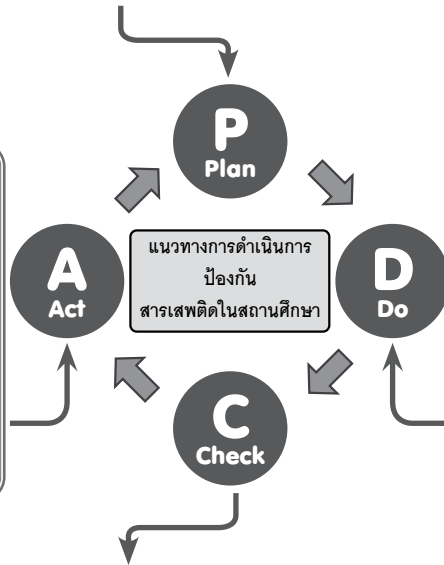 P
Plan
A
Act
แนวทางการดำเนินการ
ป้องกัน
สารเสพติดในสถานศึกษา
D
Do
C
Check